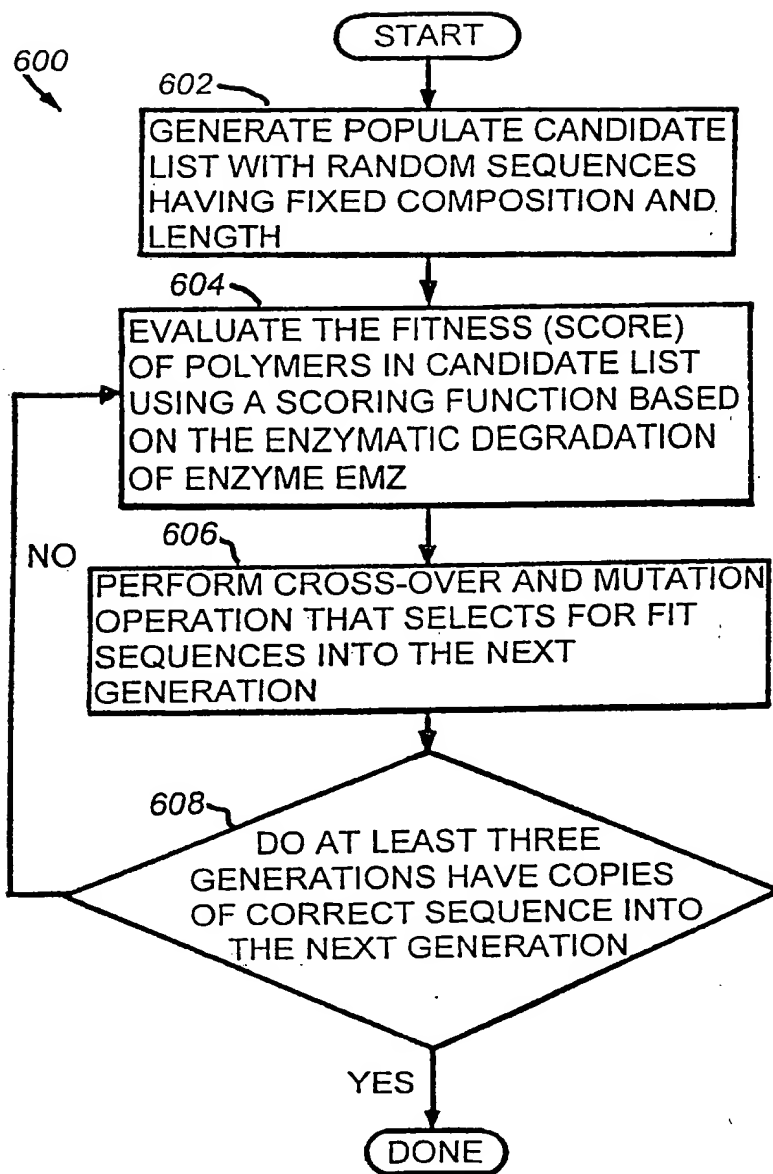 START
600
602
GENERATE POPULATE CANDIDATE
LIST WITH RANDOM SEQUENCES
HAVING FIXED COMPOSITION AND
LENGTH
604
EVALUATE THE FITNESS (SCORE)
OF POLYMERS IN CANDIDATE LIST
USING A SCORING FUNCTION BASED
ON THE ENZYMATIC DEGRADATION
OF ENZYME EMZ
NO
606
PERFORM CROSS-OVER AND MUTATION
OPERATION THAT SELECTS FOR FIT
SEQUENCES INTO THE NEXT
GENERATION
608
DO AT LEAST THREE
GENERATIONS HAVE COPIES
OF CORRECT SEQUENCE INTO
THE NEXT GENERATION
YES
DONE